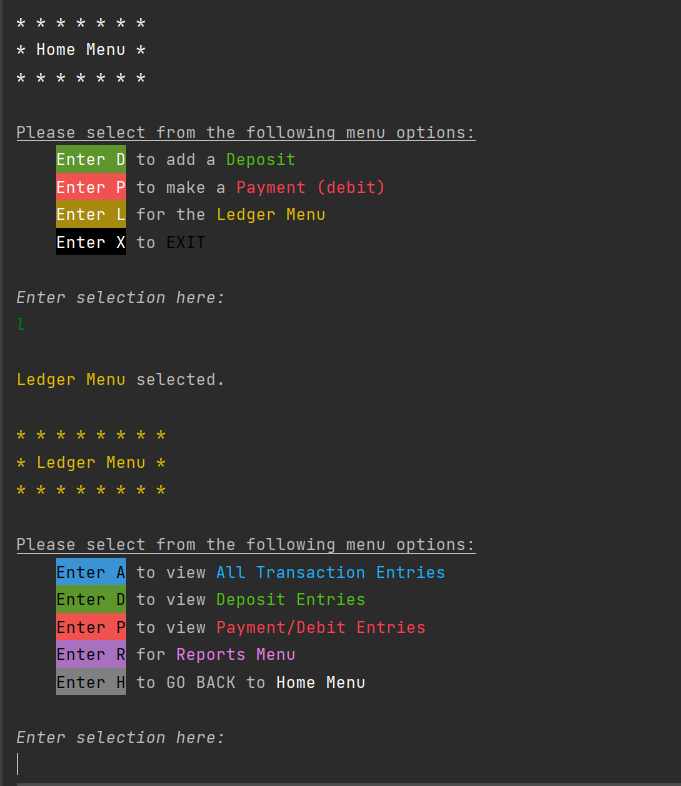 * * * * * * *
* Home Menu *
* * * * * * *
Please select from the following menu options:
Enter D to add a Deposit
Enter P to make a Payment (debit)
Enter L for the Ledger Menu
Enter X to EXIT
Enter selection here:
l
Ledger Menu selected.
* * * * * * * *
* Ledger Menu *
* * * * * * * *
Please select from the following menu options:
Enter A to view All Transaction Entries
Enter D to view Deposit Entries
Enter P to view Payment/Debit Entries
Enter R for Reports Menu
Enter H to GO BACK to Home Menu
Enter selection here: